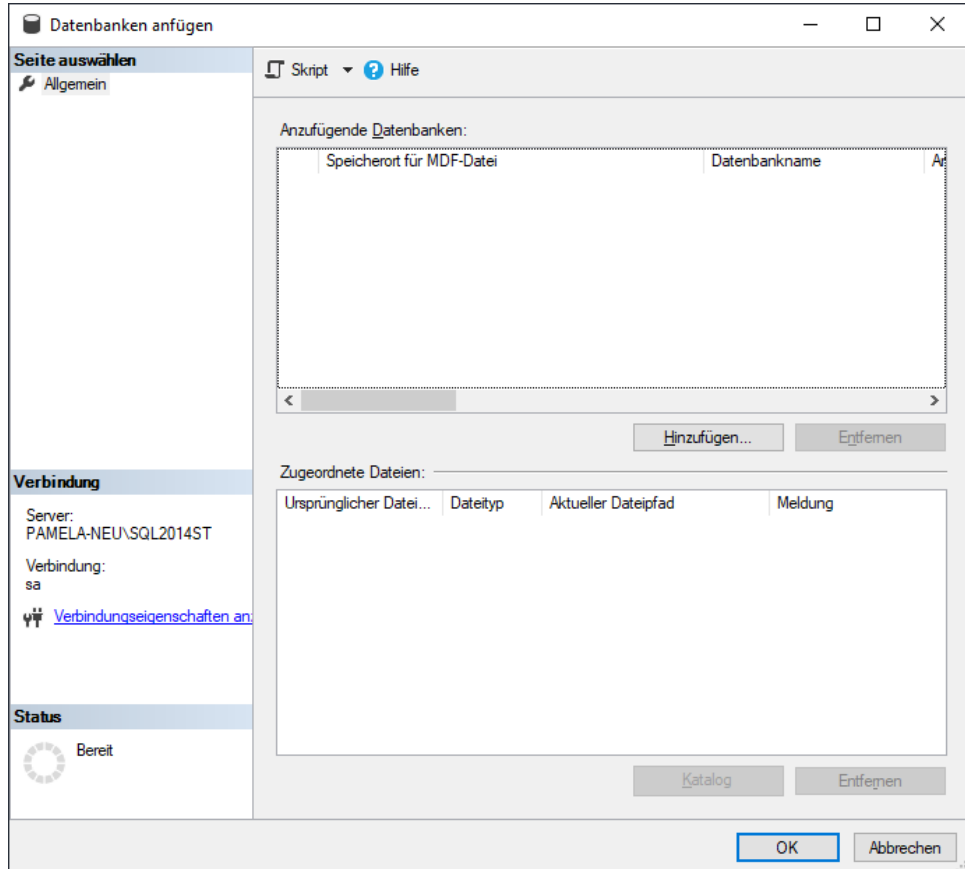 Datenbanken anfügen
Seite auswählen
Allgemein
Skript
Hilfe
Anzufügende Datenbanken:
Speicherort für MDF-Datei Datenbankname
Hinzufügen... Entfernen
Zugeordnete Dateien:
Ursprünglicher Datei... Dateityp Aktueller Dateipfad Meldung
Katalog Entfernen
Verbindung
Server:
PAMELA-NEU\SQL2014ST
Verbindung:
sa
Verbindungseigenschaften
Status
Bereit
OK Abbrechen